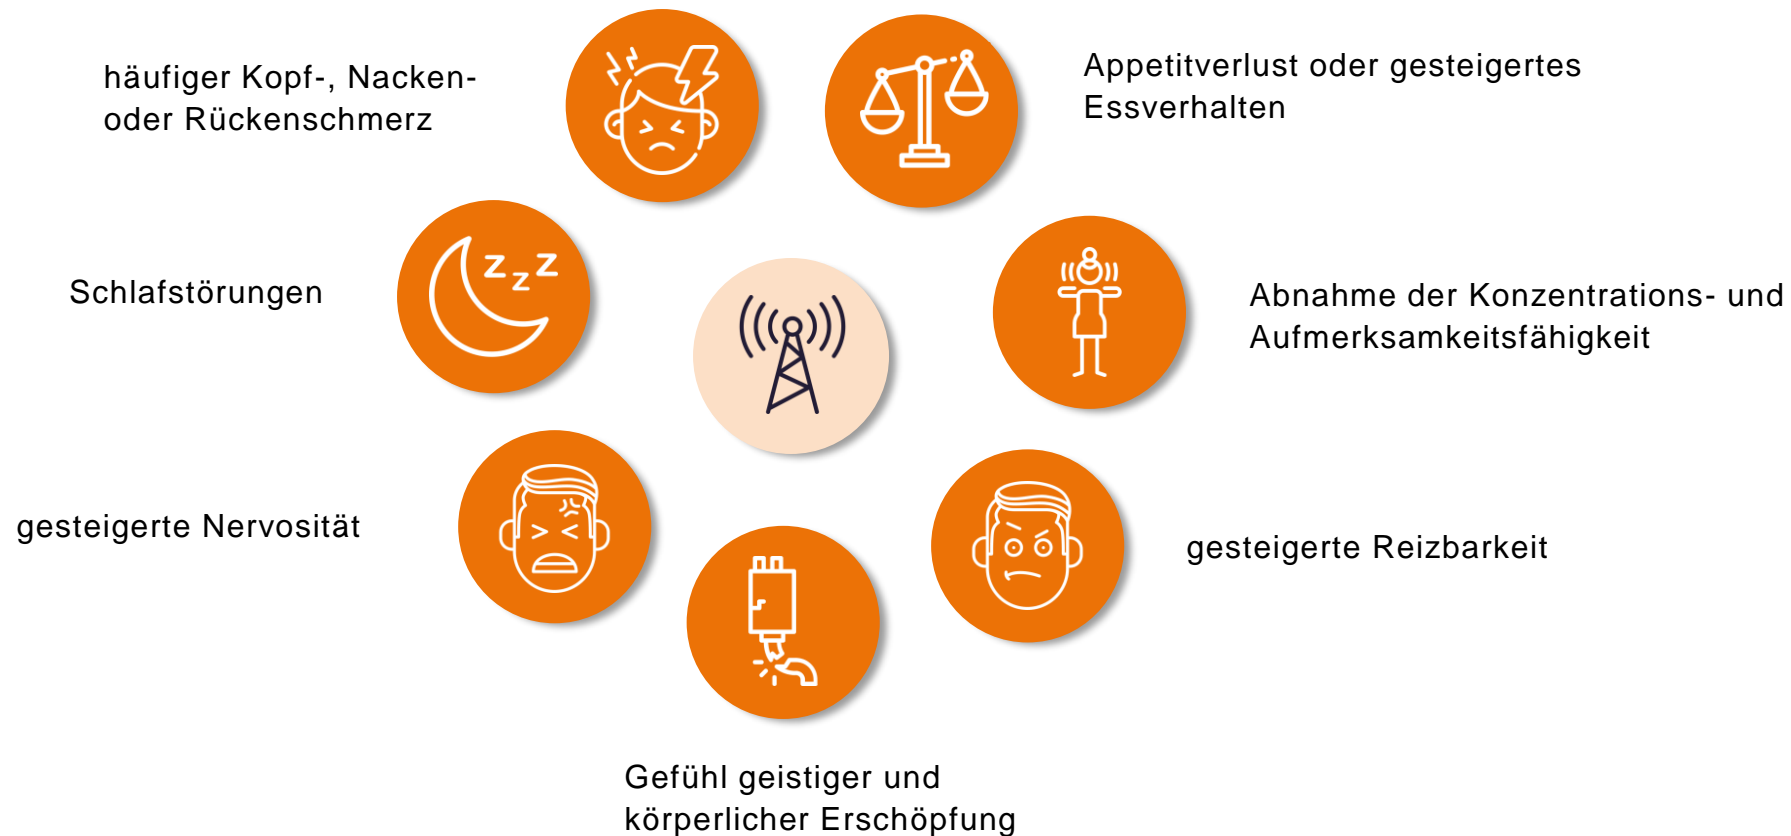 häufiger Kopf-, Nacken-
oder Rückenschmerz
Appetitverlust oder gesteigertes
Essverhalten
Schlafstörungen
z z z
Abnahme der Konzentrations- und
Aufmerksamkeitsfähigkeit
gesteigerte Nervosität
gesteigerte Reizbarkeit
Gefühl geistiger und
körperlicher Erschöpfung